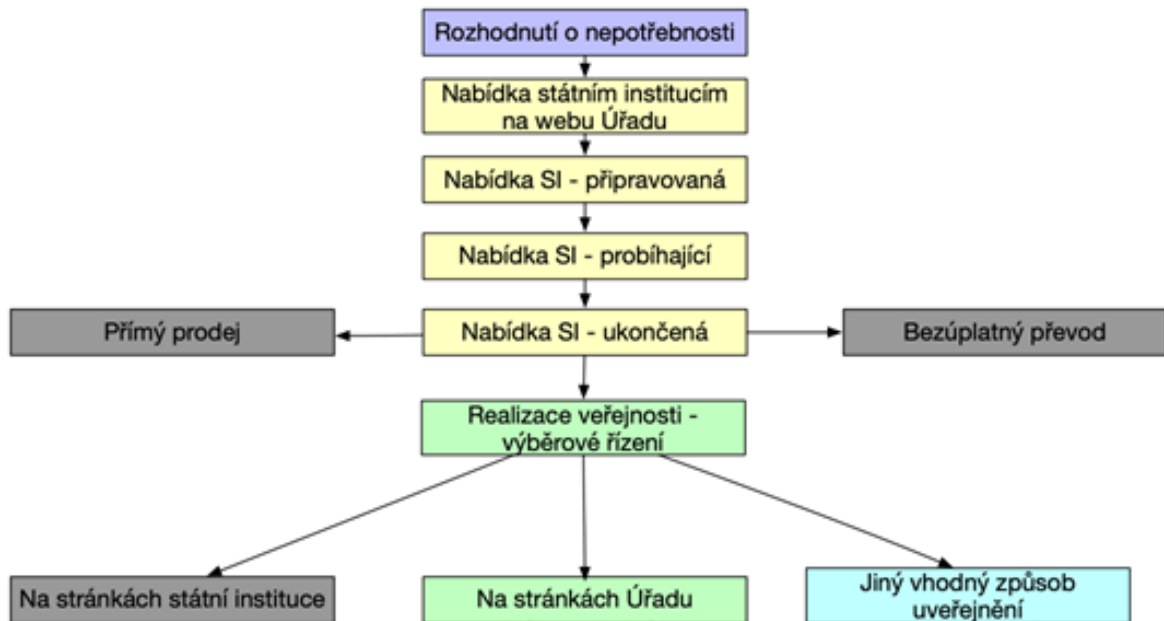 Rozhodnutí o nepotřebnosti
Nabídka státním institucím
na webu Úřadu
Nabídka SI - připravovaná
Nabídka SI - probíhající
Přímý prodej
Nabídka SI - ukončená
Bezúplatný převod
Realizace veřejnosti -
výběrové řízení
Na stránkách státní instituce
Na stránkách Úřadu
Jiný vhodný způsob
uveřejnění